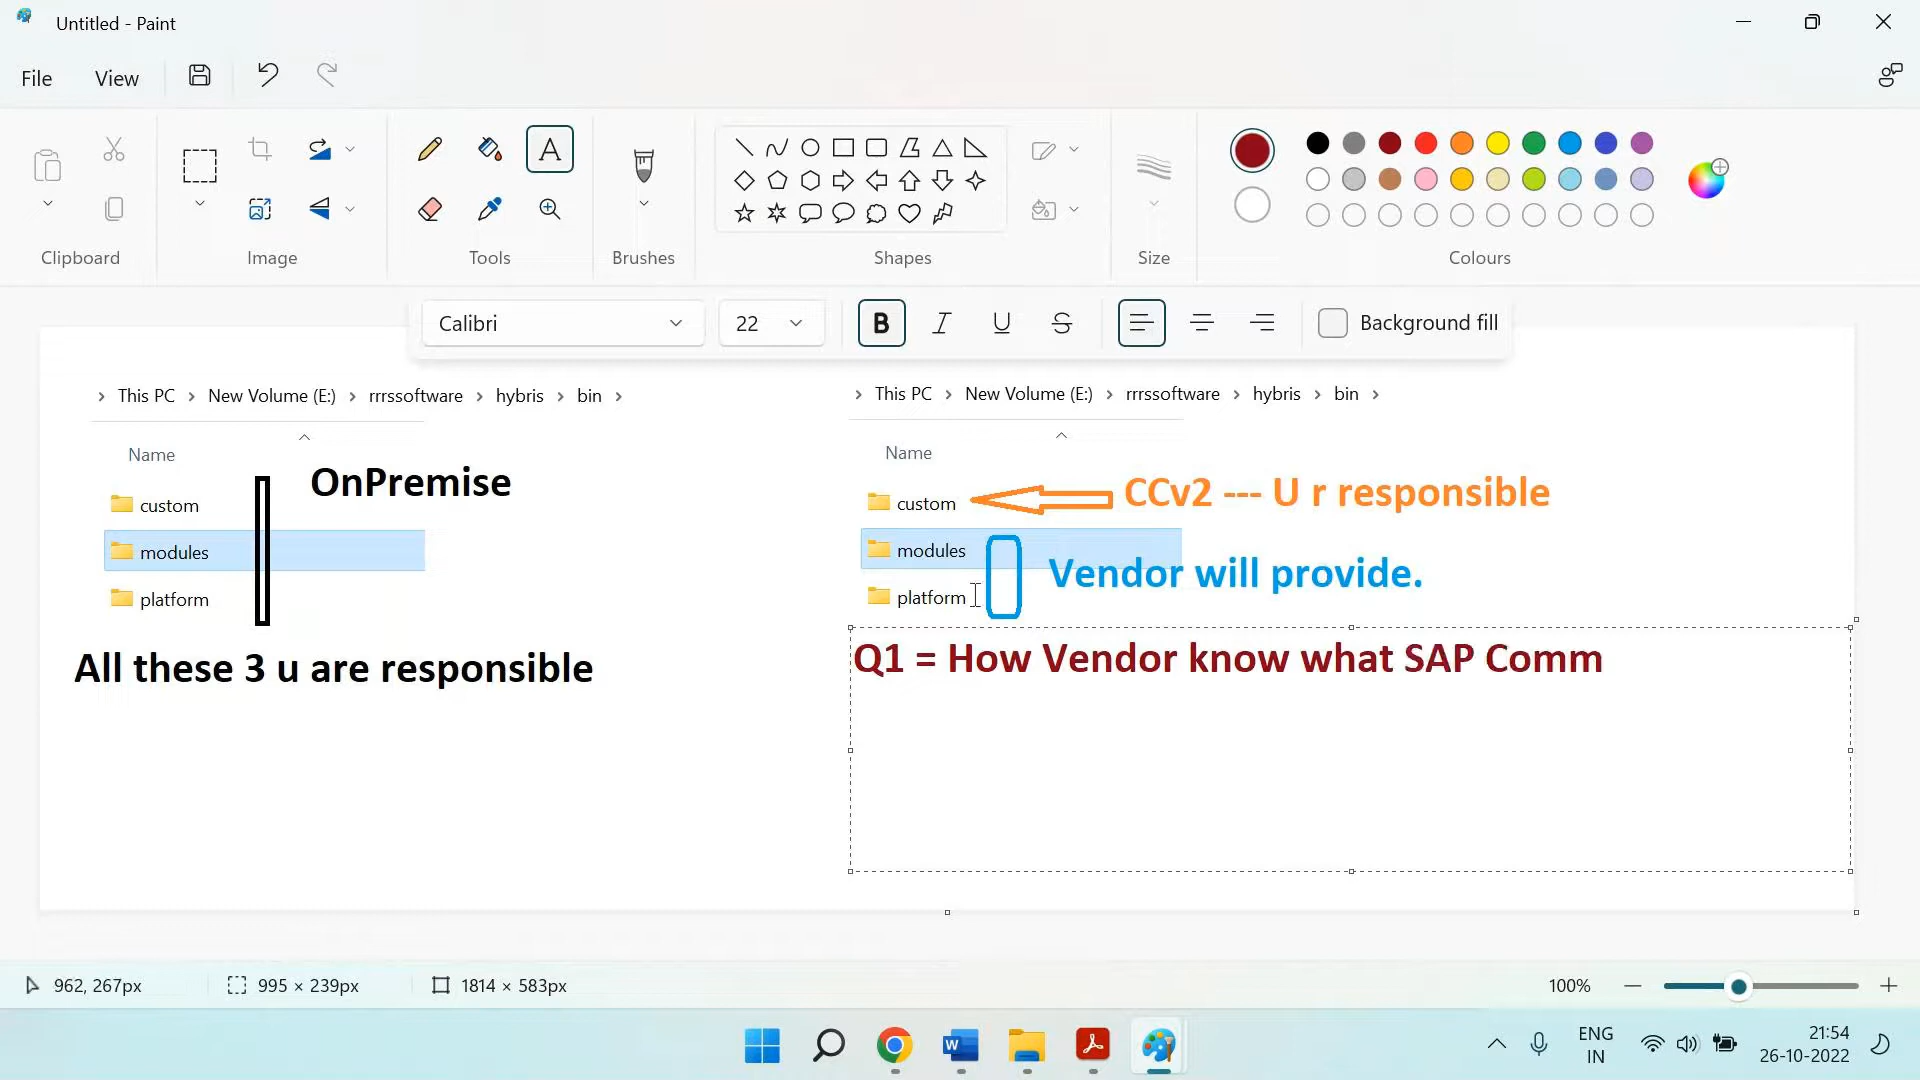 Untitled - Paint
File View
Clipboard
Image
Tools
Brushes
Shapes
Size
Colours
Calibri
22
B I U S
Background fill
This PC New Volume (E:) rrrssoftware hybris bin
Name
custom
modules
platform
OnPremise
All these 3 u are responsible
This PC New Volume (E:) rrrssoftware hybris bin
Name
custom
modules
platform
CCv2 --- U r responsible
Vendor will provide.
Q1 = How Vendor know what SAP Comm
962, 267px
995 × 239px
1814 × 583px
100%
ENG
IN
21:54
26-10-2022